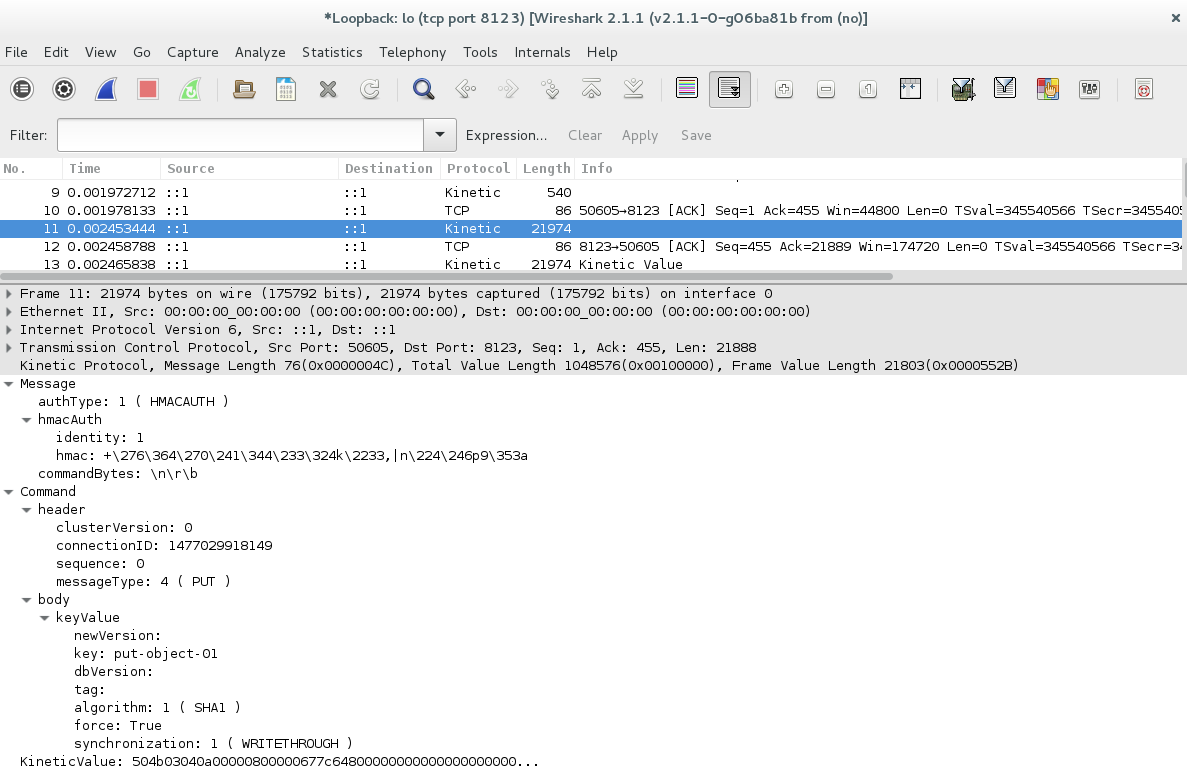 *Loopback: lo (tcp port 8123) [Wireshark 2.1.1 (v2.1.1-0-g06ba81b from (no)]
File Edit View Go Capture Analyze Statistics Telephony Tools Internals Help
Filter: Expression... Clear Apply Save
No. Time Source Destination Protocol Length Info
9 0.001972712 ::1 ::1 Kinetic 540
10 0.001978133 ::1 ::1 TCP 86 50605→8123 [ACK] Seq=1 Ack=455 Win=44800 Len=0 TSval=345540566 TSecr=3455405
11 0.002453444 ::1 ::1 Kinetic 21974
12 0.002458788 ::1 ::1 TCP 86 8123→50605 [ACK] Seq=455 Ack=21889 Win=174720 Len=0 TSval=345540566 TSecr=34
13 0.002465838 ::1 ::1 Kinetic 21974 Kinetic Value
Frame 11: 21974 bytes on wire (175792 bits), 21974 bytes captured (175792 bits) on interface 0
Ethernet II, Src: 00:00:00_00:00:00 (00:00:00:00:00:00), Dst: 00:00:00_00:00:00 (00:00:00:00:00:00)
Internet Protocol Version 6, Src: ::1, Dst: ::1
Transmission Control Protocol, Src Port: 50605, Dst Port: 8123, Seq: 1, Ack: 455, Len: 21888
Kinetic Protocol, Message Length 76(0x0000004C), Total Value Length 1048576(0x00100000), Frame Value Length 21803(0x0000552B)
Message
authType: 1 ( HMACAUTH )
hmacAuth
identity: 1
hmac: +\276\364\270\241\344\233\324k\2233,|n\224\246p9\353a
commandBytes: \n\r\b
Command
header
clusterVersion: 0
connectionID: 1477029918149
sequence: 0
messageType: 4 ( PUT )
body
keyValue
newVersion:
key: put-object-01
dbVersion:
tag:
algorithm: 1 ( SHA1 )
force: True
synchronization: 1 ( WRITETHROUGH )
KineticValue: 504b03040a00000800000677c64800000000000000000000...